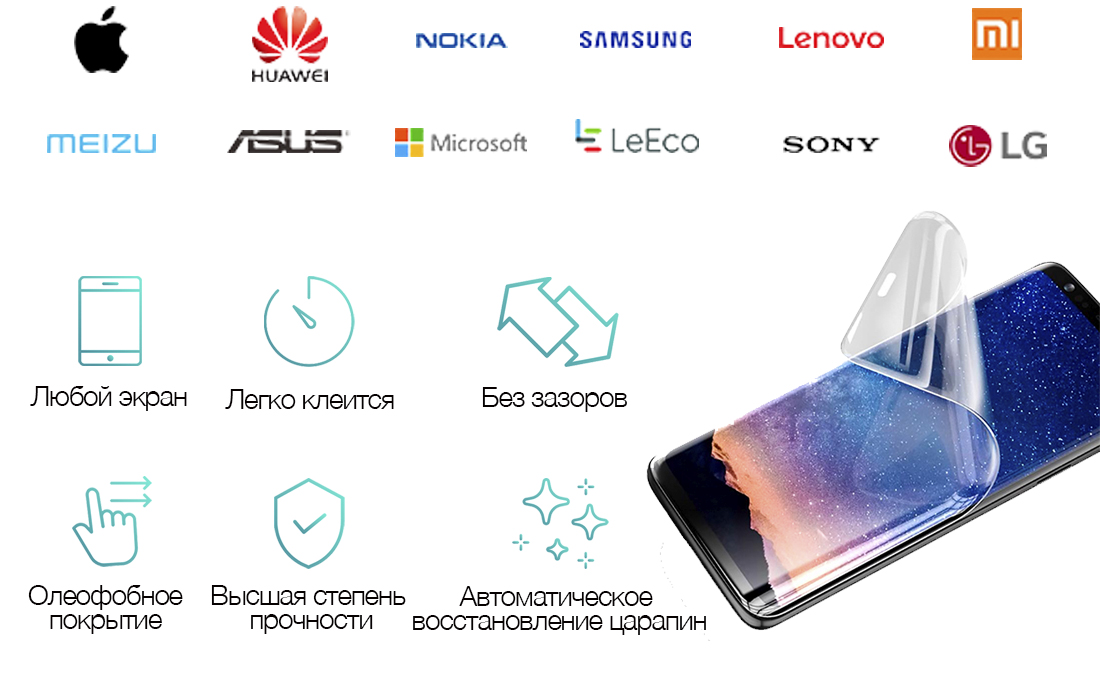 HUAWEI
NOKIA
SAMSUNG
Lenovo
mi
MEIZU
ASUS
Microsoft
LeEco
SONY
LG
Любой экран
Легко клеится
Без зазоров
Олеофобное
покрытие
Высшая степень
прочности
Автоматическое
восстановление царапин